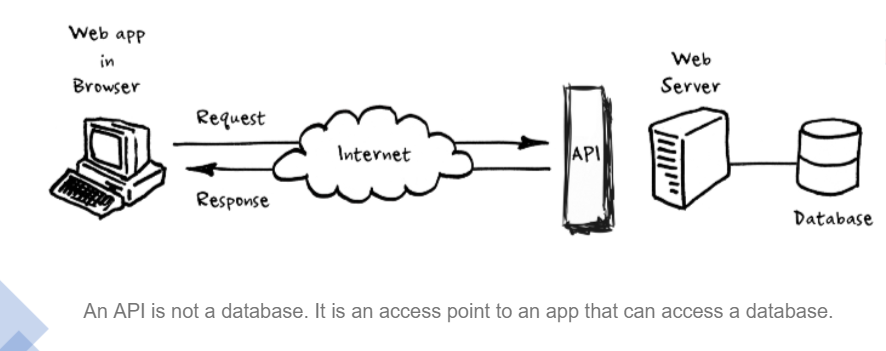 Web app
in
Browser
Request
Internet
Response
API
Web
Server
Database
An API is not a database. It is an access point to an app that can access a database.